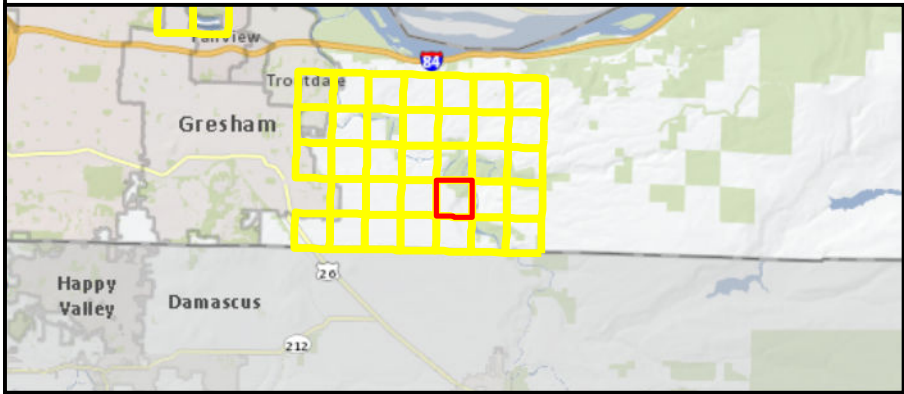 Fairview
84
Troutdale
Gresham
26
Happy
Valley
Damascus
212